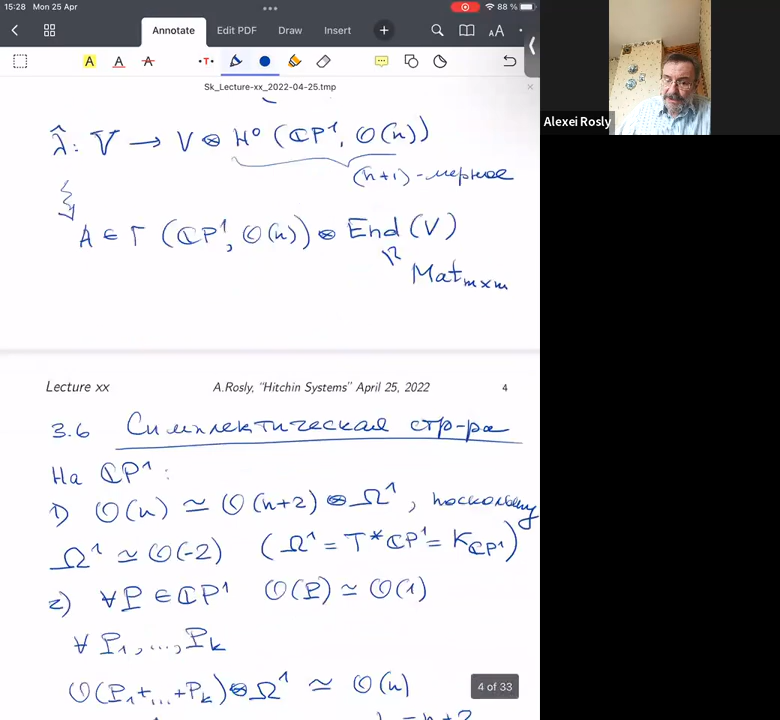 15:28 Mon 25 Apr
88 %
Annotate Edit PDF Draw Insert
Sk_Lecture-xx_2022-04-25.tmp
λ̂: V → V ⊗ H⁰(ℂP¹, O(n))
(n+1)-мерное
A ∈ Γ(ℂP¹, O(n)) ⊗ End(V)
Mat m×m
Lecture xx A.Rosly, "Hitchin Systems" April 25, 2022 4
3.6 Симплектическая стр-ра
На ℂP¹:
1) O(n) ≃ O(n+2) ⊗ Ω¹, поскольку
Ω¹ ≃ O(-2) (Ω¹ = T*ℂP¹ = K_ℂP¹)
2) ∀P ∈ ℂP¹ O(P) ≃ O(1)
∀ P₁, ..., P_k
O(P₁+...+P_k) ⊗ Ω¹ ≃ O(n)
4 of 33
Alexei Rosly